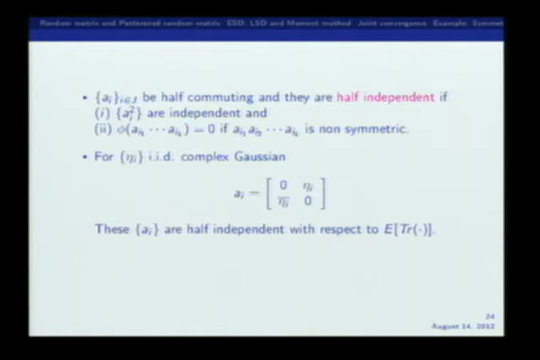 Random matrix and Patterned random matrix ESD, LSD and Moment method Joint convergence Example: Symmet
• {a_i}_{i∈J} be half commuting and they are half independent if
(i) {a_i^2} are independent and
(ii) ϕ(a_{i_1} ⋯ a_{i_k}) = 0 if a_{i_1} a_{i_2} ⋯ a_{i_k} is non symmetric.
• For {η_i} i.i.d. complex Gaussian
a_i = [ 0 η_i
\overline{η_i} 0 ]
These {a_i} are half independent with respect to E[Tr(·)].
24
August 14, 2012